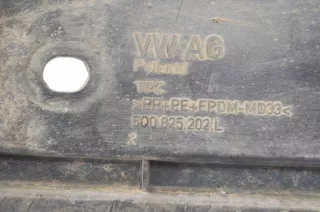 VW AG
Poland
>PP+PE+EPDM-MD33<
5Q0 825 202 L